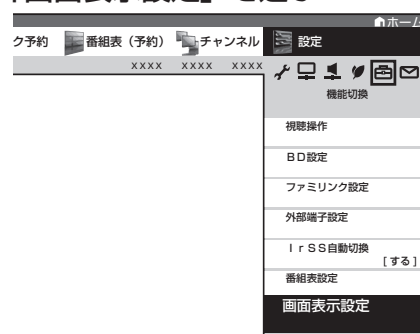 画面表示設定」を選び
ホーム
ク予約 番組表（予約） チャンネル 設定
xxxx xxxx xxxx
機能切換
視聴操作
ＢＤ設定
ファミリンク設定
外部端子設定
ＩｒＳＳ自動切換
[する]
番組表設定
画面表示設定